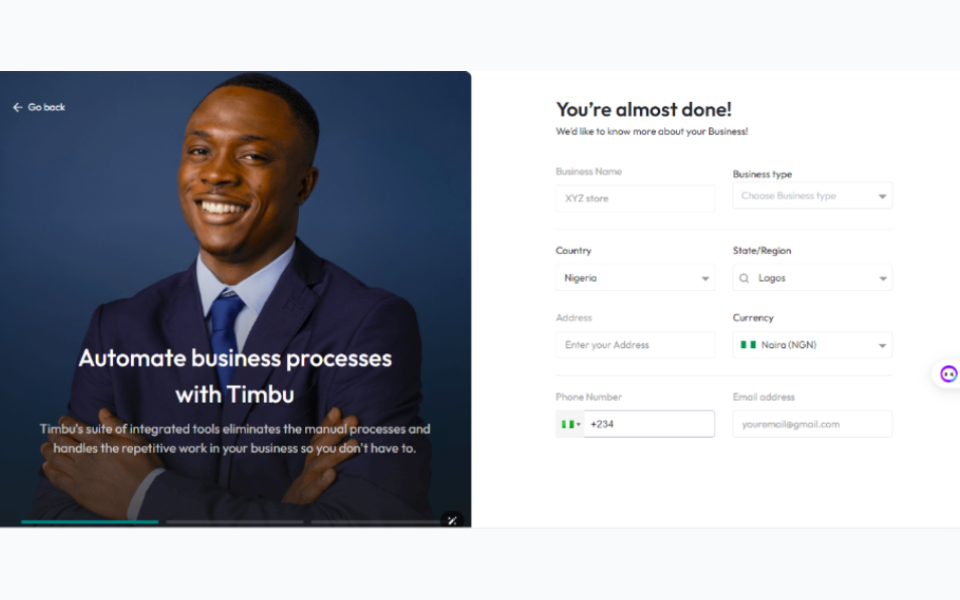 Go back
Automate business processes
with Timbu
Timbu's suite of integrated tools eliminates the manual processes and
handles the repetitive work in your business so you don't have to.
You're almost done!
We'd like to know more about your Business!
Business Name
XYZ store
Business type
Choose Business type
Country
Nigeria
State/Region
Lagos
Address
Enter your Address
Currency
Naira (NGN)
Phone Number
+234
Email address
youremail@gmail.com